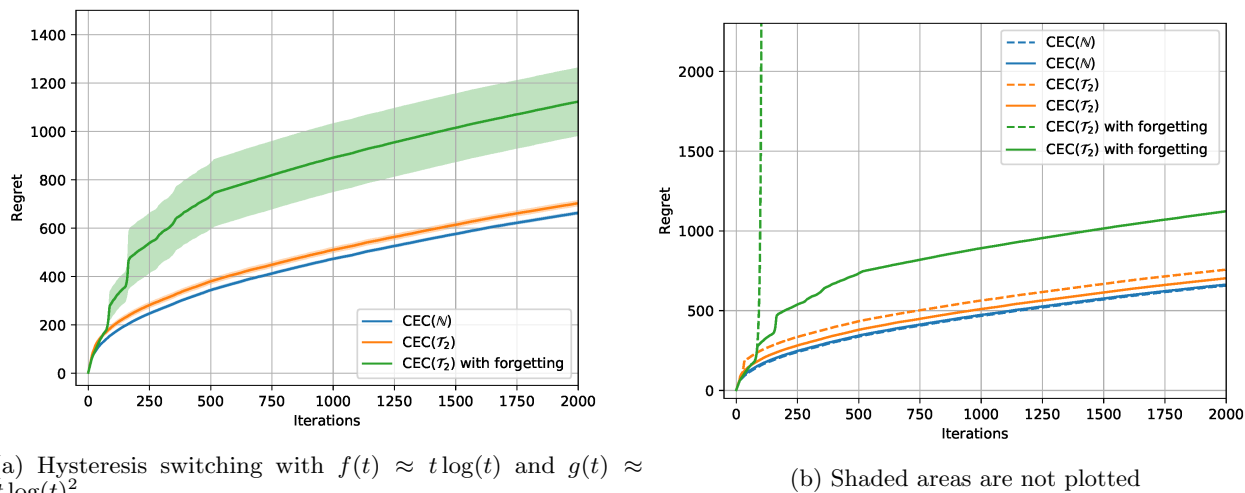 1400
1200
1000
800
600
400
200
0
Regret
0 250 500 750 1000 1250 1500 1750 2000
Iterations
CEC(ℕ)
CEC(𝒯₂)
CEC(𝒯₂) with forgetting
(a) Hysteresis switching with f(t) ≈ t log(t) and g(t) ≈
t log(t)²
2000
1500
1000
500
0
Regret
0 250 500 750 1000 1250 1500 1750 2000
Iterations
CEC(ℕ)
CEC(ℕ)
CEC(𝒯₂)
CEC(𝒯₂)
CEC(𝒯₂) with forgetting
CEC(𝒯₂) with forgetting
(b) Shaded areas are not plotted